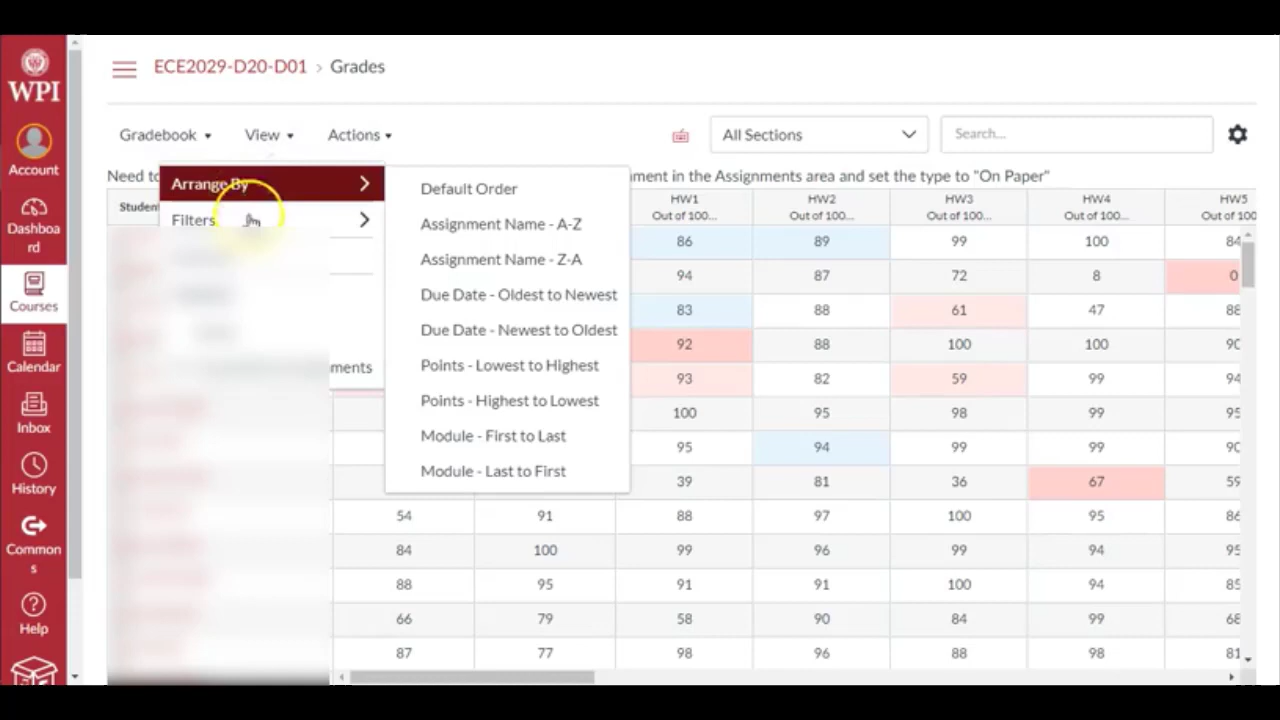 WPI
Account
Dashboa
rd
Courses
Calendar
Inbox
History
Common
s
Help
ECE2029-D20-D01 > Grades
Gradebook View Actions All Sections Search...
Need to
nment in the Assignments area and set the type to "On Paper"
Arrange By
Filters
ments
Default Order
Assignment Name - A-Z
Assignment Name - Z-A
Due Date - Oldest to Newest
Due Date - Newest to Oldest
Points - Lowest to Highest
Points - Highest to Lowest
Module - First to Last
Module - Last to First
Student HW1 HW2 HW3 HW4 HW5
Out of 100... Out of 100... Out of 100... Out of 100... Out of 100
86 89 99 100 84
94 87 72 8 0
83 88 61 47 88
92 88 100 100 90
93 82 59 99 94
100 95 98 99 95
95 94 99 99 90
39 81 36 67 59
54 91 88 97 100 95 86
84 100 99 96 99 94 95
88 95 91 91 100 94 85
66 79 58 90 84 99 68
87 77 98 96 88 98 81